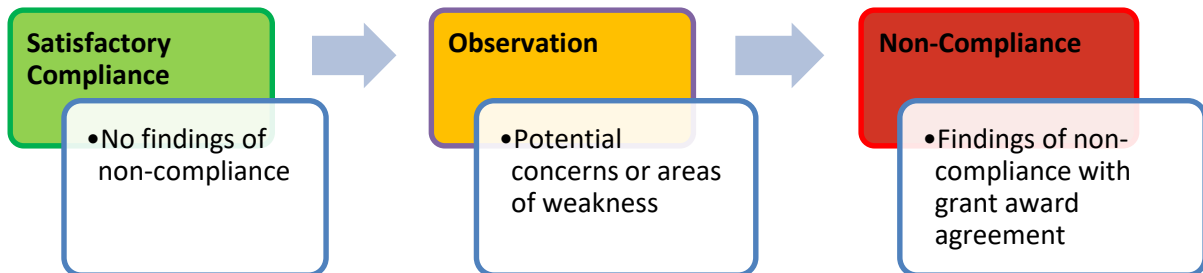 Satisfactory
Compliance
•No findings of
non-compliance
Observation
•Potential
concerns or areas
of weakness
Non-Compliance
•Findings of non-
compliance with
grant award
agreement